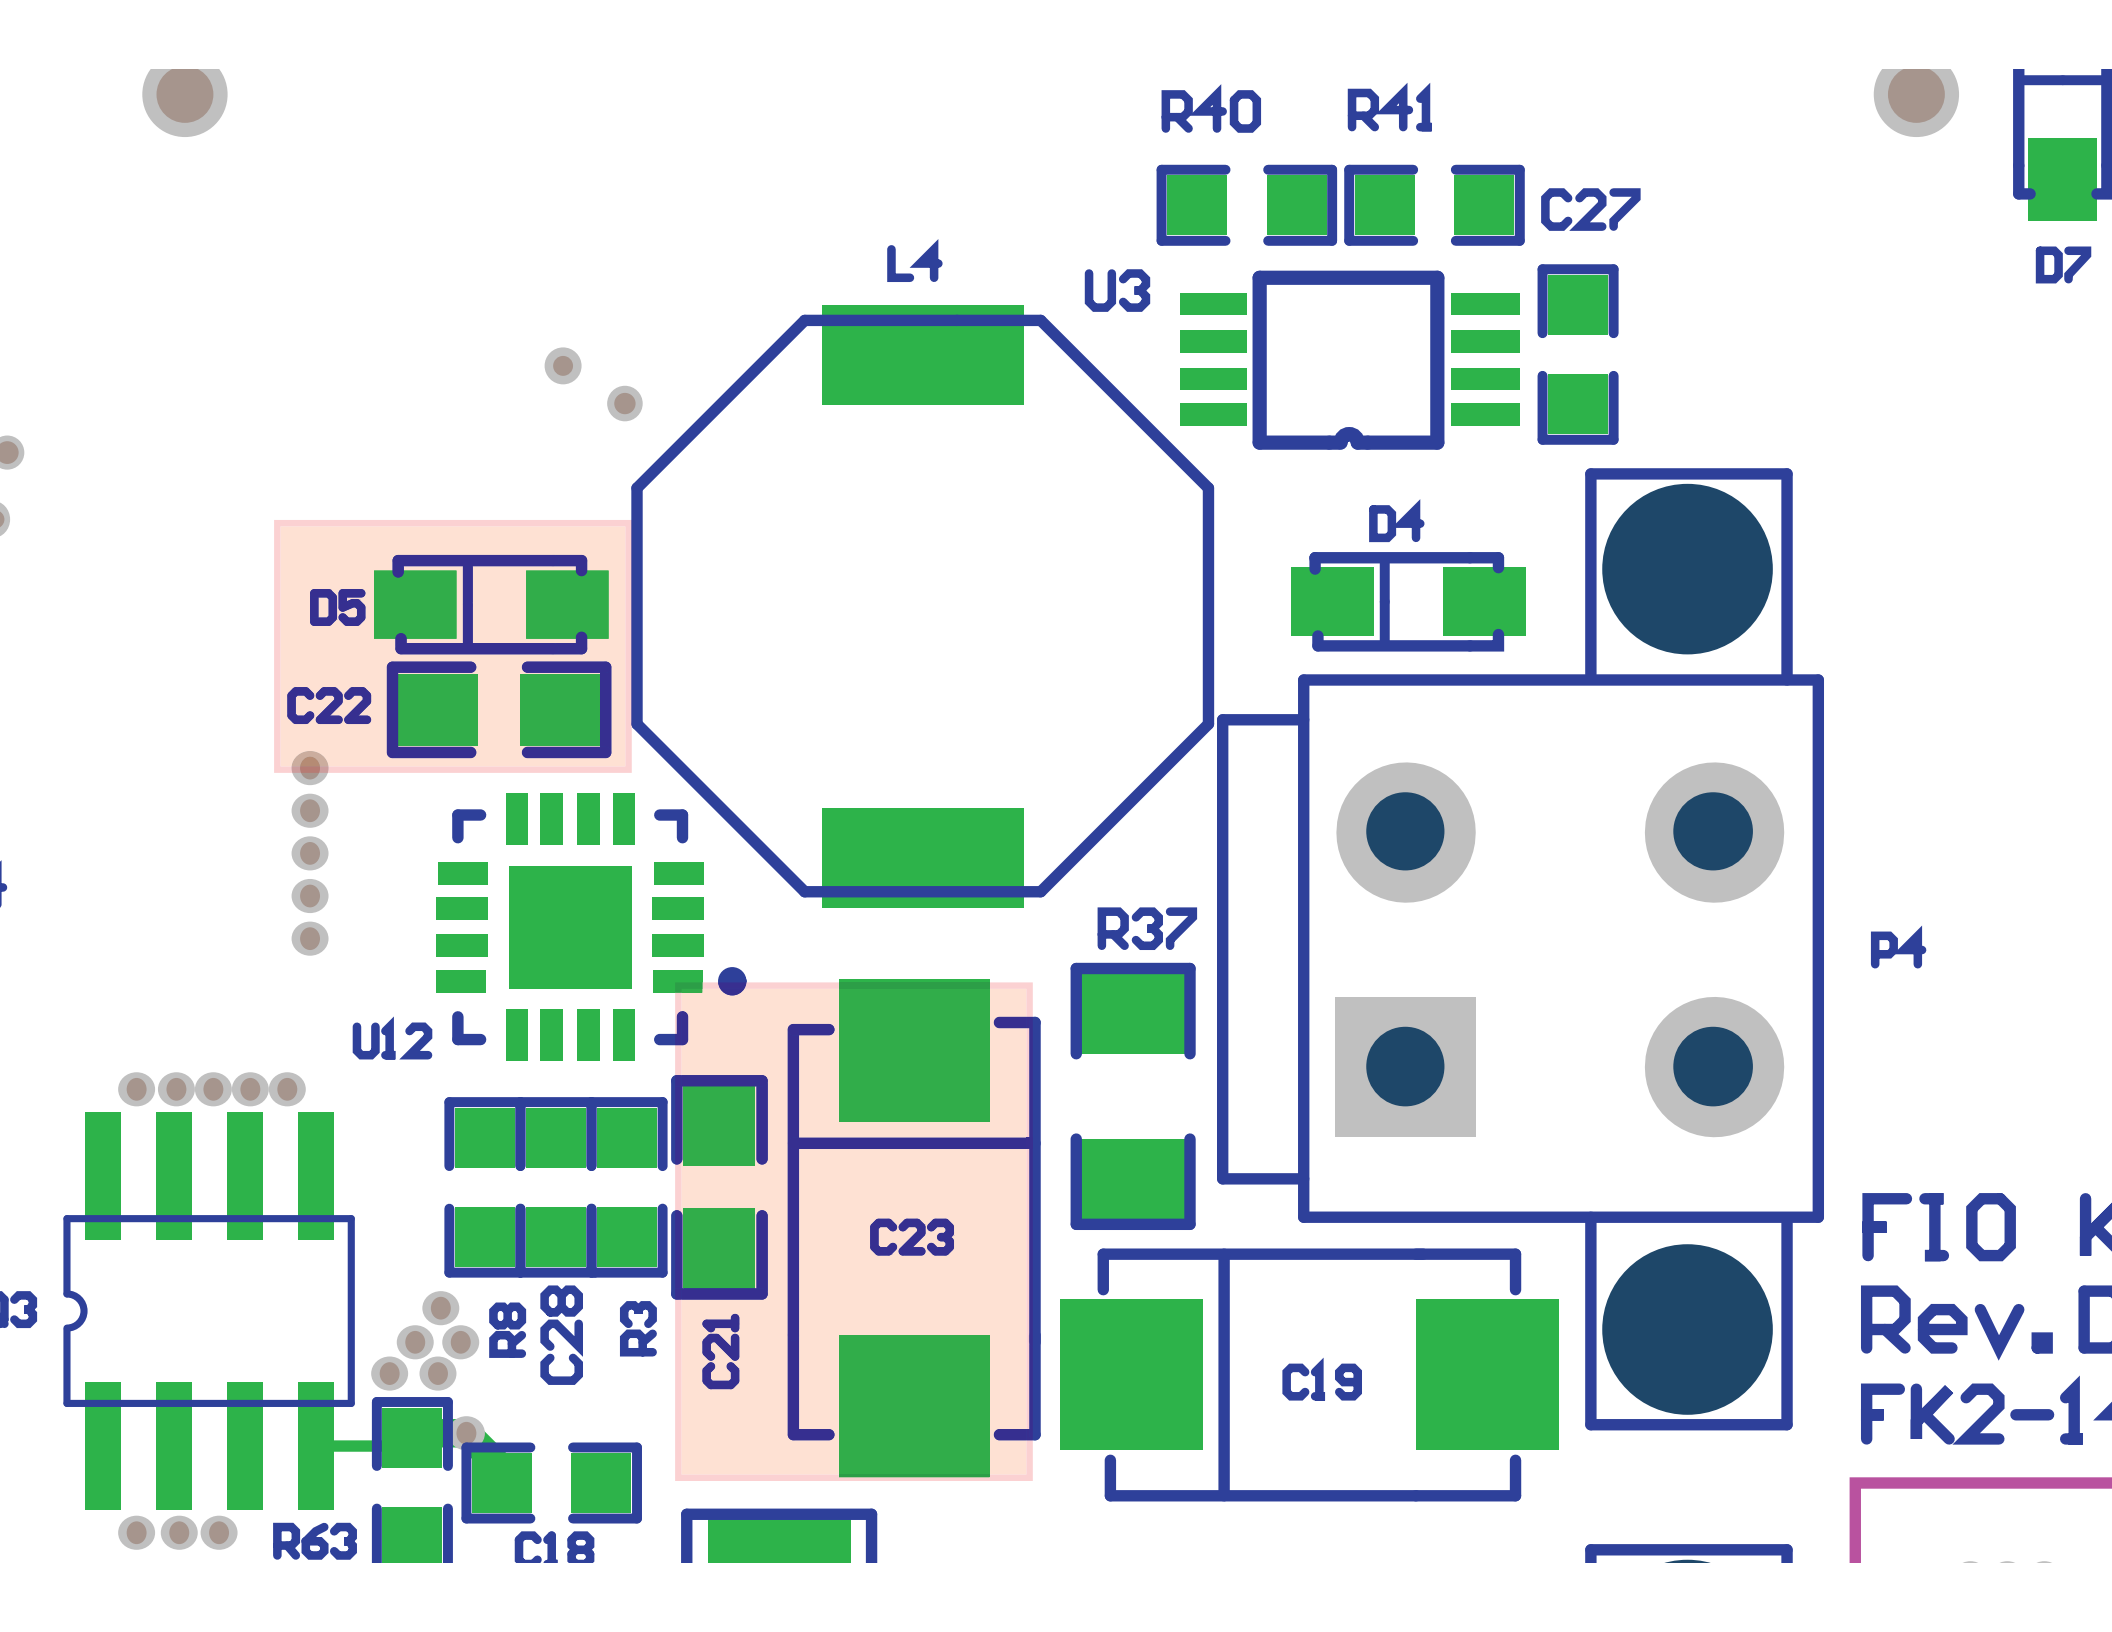 R40 R41
C27
L4
U3
D7
D4
D5
C22
R37
P4
U12
FIO
C23
R8
C28
R3
C21
Rev.D
C19
FK2-1
R63
C18